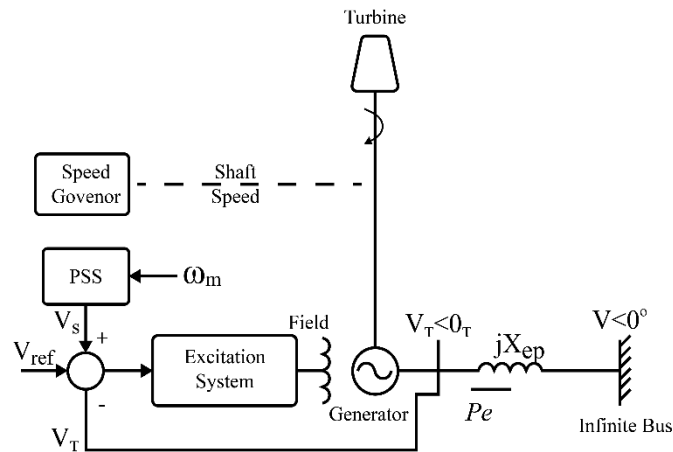 Turbine
Speed
Govenor
Shaft
Speed
PSS
ωm
Vs
+
Vref
-
VT
Excitation
System
Field
Generator
VT<0T
jXep
Pe
V<0°
Infinite Bus